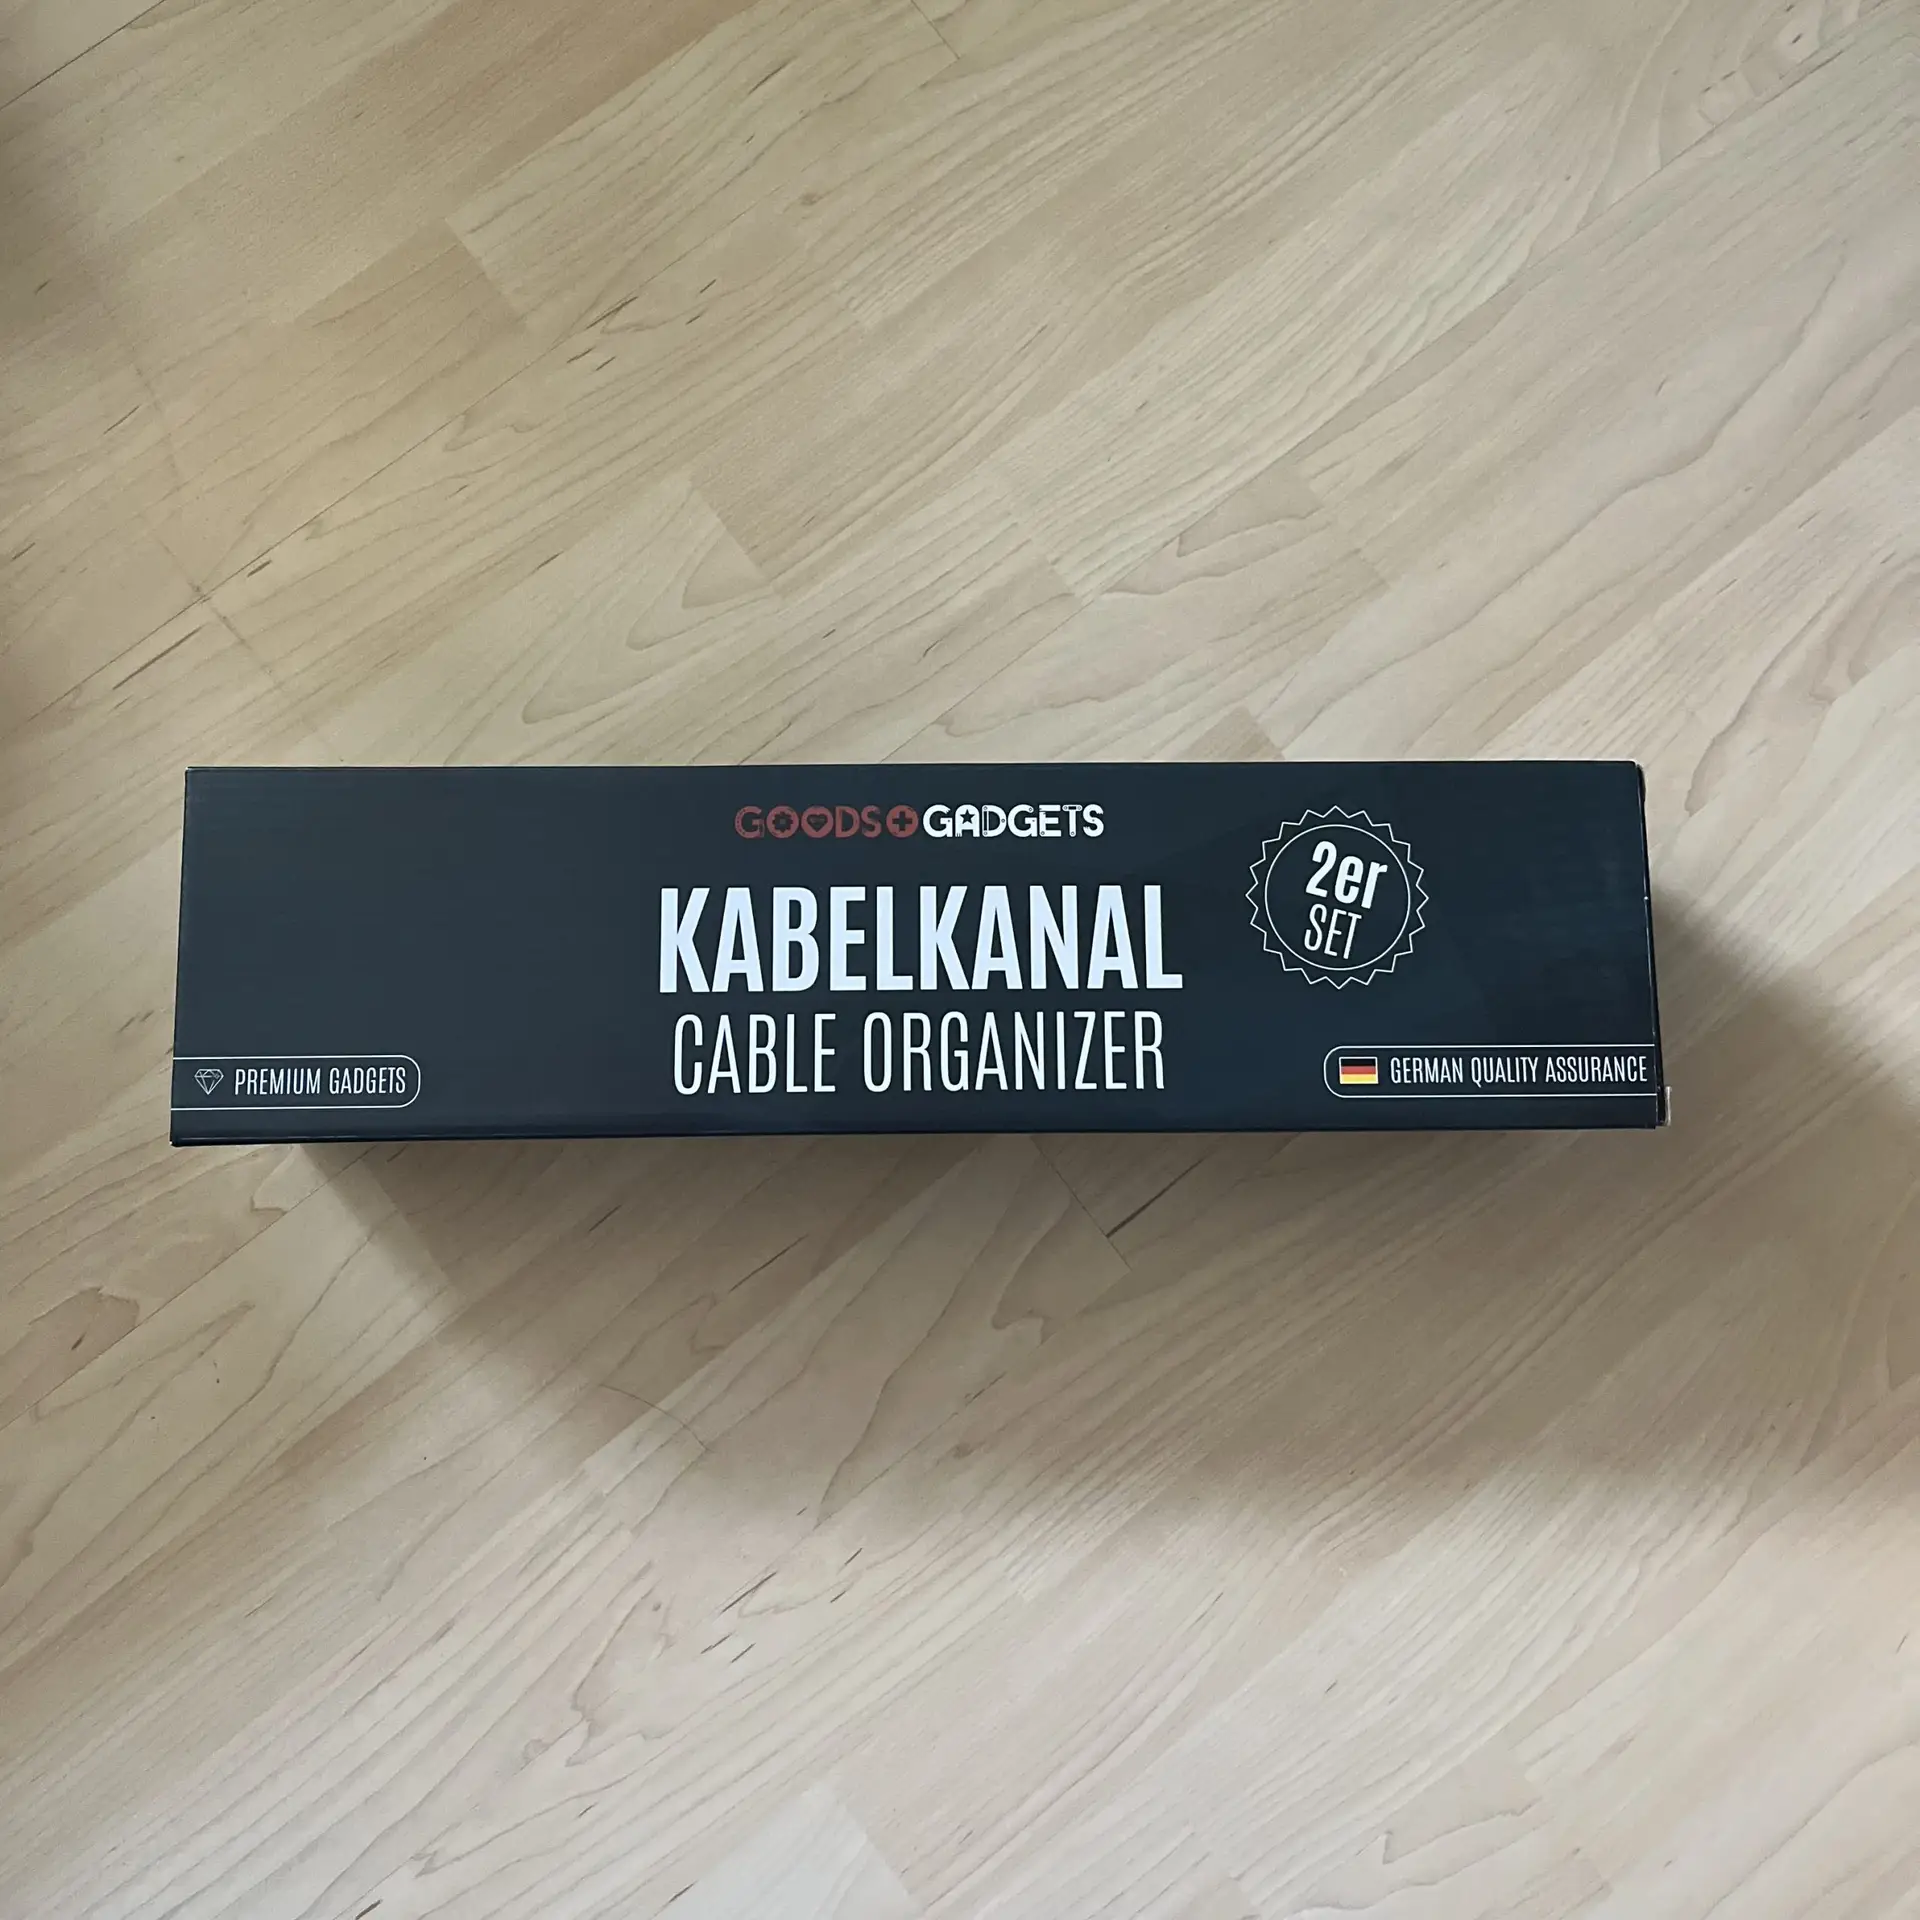 GOODS+GADGETS
KABELKANAL
CABLE ORGANIZER
2er
SET
PREMIUM GADGETS
GERMAN QUALITY ASSURANCE